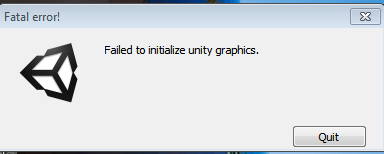 Fatal error!
Failed to initialize unity graphics.
Quit